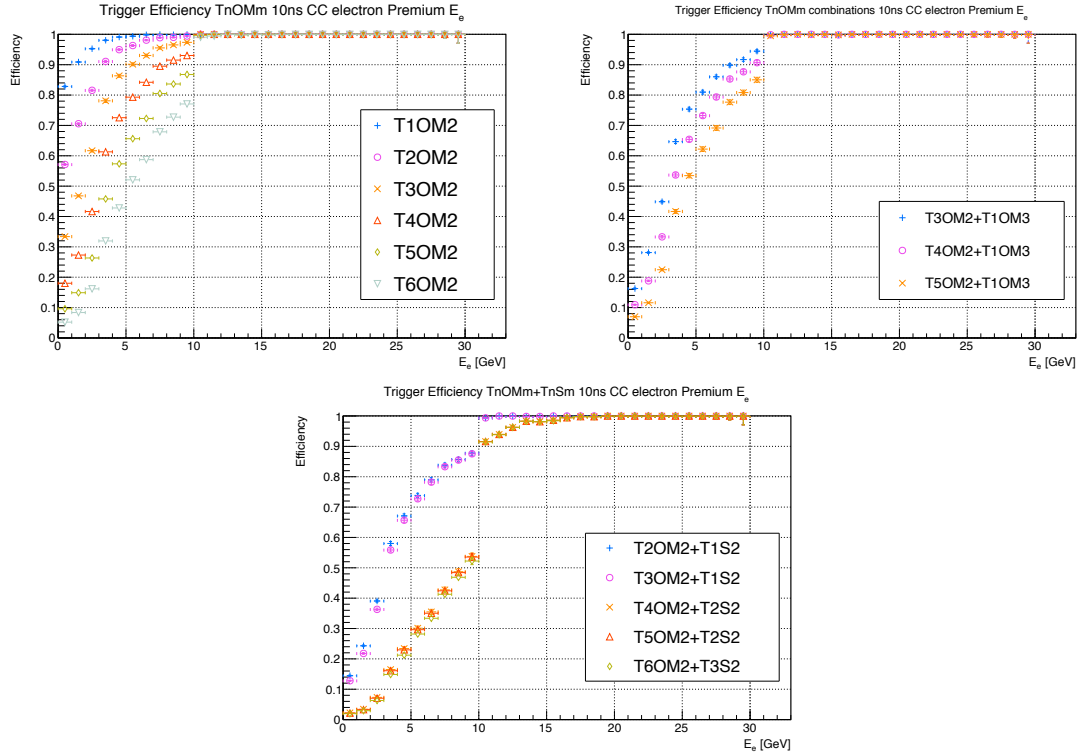 Trigger Efficiency TnOMm 10ns CC electron Premium E_e
Efficiency
1
0.9
0.8
0.7
0.6
0.5
0.4
0.3
0.2
0.1
0
T1OM2
T2OM2
T3OM2
T4OM2
T5OM2
T6OM2
0 5 10 15 20 25 30
E_e [GeV]
Trigger Efficiency TnOMm combinations 10ns CC electron Premium E_e
Efficiency
1
0.9
0.8
0.7
0.6
0.5
0.4
0.3
0.2
0.1
0
T3OM2+T1OM3
T4OM2+T1OM3
T5OM2+T1OM3
0 5 10 15 20 25 30
E_e [GeV]
Trigger Efficiency TnOMm+TnSm 10ns CC electron Premium E_e
Efficiency
1
0.9
0.8
0.7
0.6
0.5
0.4
0.3
0.2
0.1
0
T2OM2+T1S2
T3OM2+T1S2
T4OM2+T2S2
T5OM2+T2S2
T6OM2+T3S2
0 5 10 15 20 25 30
E_e [GeV]